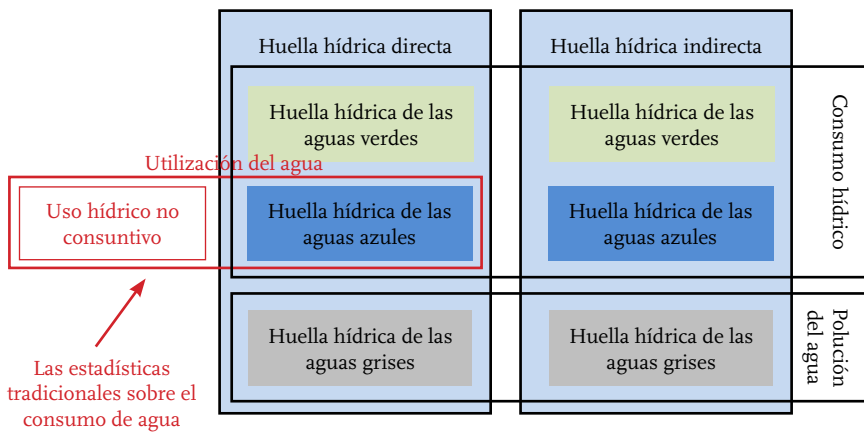 Huella hídrica directa
Huella hídrica indirecta
Huella hídrica de las
aguas verdes
Huella hídrica de las
aguas verdes
Utilización del agua
Uso hídrico no
consuntivo
Huella hídrica de las
aguas azules
Huella hídrica de las
aguas azules
Consumo hídrico
Huella hídrica de las
aguas grises
Huella hídrica de las
aguas grises
Polución
del agua
Las estadísticas
tradicionales sobre el
consumo de agua